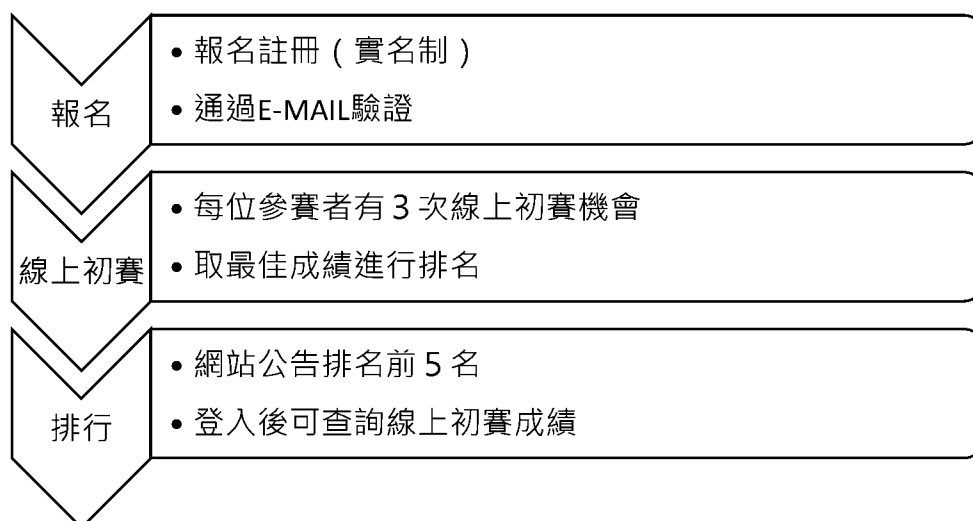 報名
• 報名註冊（實名制）
• 通過E-MAIL驗證
線上初賽
• 每位參賽者有 3 次線上初賽機會
• 取最佳成績進行排名
排行
• 網站公告排名前 5 名
• 登入後可查詢線上初賽成績